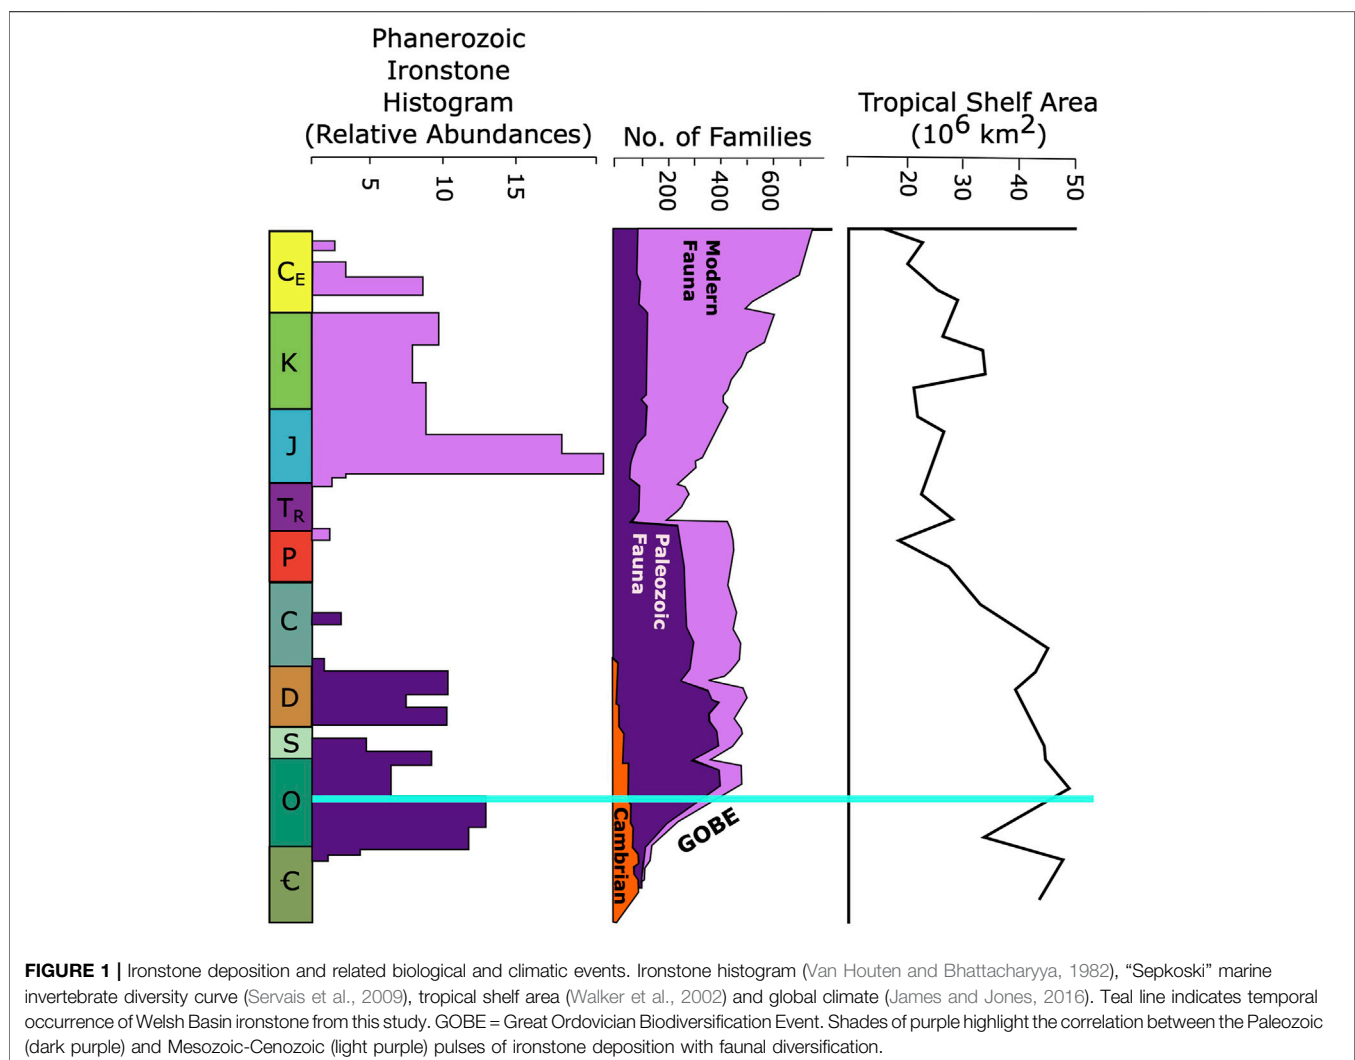 Phanerozoic
Ironstone
Histogram
(Relative Abundances)
No. of Families
Tropical Shelf Area
(10⁶ km²)
5
10
15
200
400
600
20
30
40
50
C_E
K
J
T_R
P
C
D
S
O
Ꞓ
Modern
Fauna
Paleozoic
Fauna
Cambrian
GOBE
FIGURE 1 | Ironstone deposition and related biological and climatic events. Ironstone histogram (Van Houten and Bhattacharyya, 1982), “Sepkoski” marine
invertebrate diversity curve (Servais et al., 2009), tropical shelf area (Walker et al., 2002) and global climate (James and Jones, 2016). Teal line indicates temporal
occurrence of Welsh Basin ironstone from this study. GOBE = Great Ordovician Biodiversification Event. Shades of purple highlight the correlation between the Paleozoic
(dark purple) and Mesozoic-Cenozoic (light purple) pulses of ironstone deposition with faunal diversification.